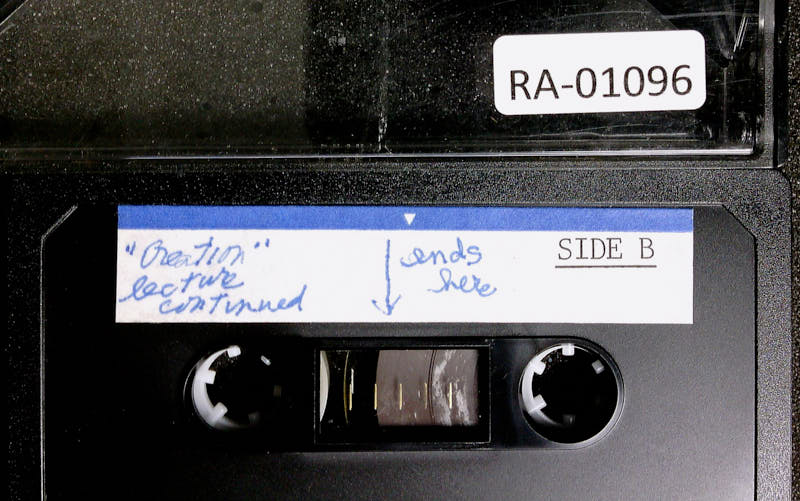 RA-01096
"Creation"
lecture
continued
ends
here
SIDE B